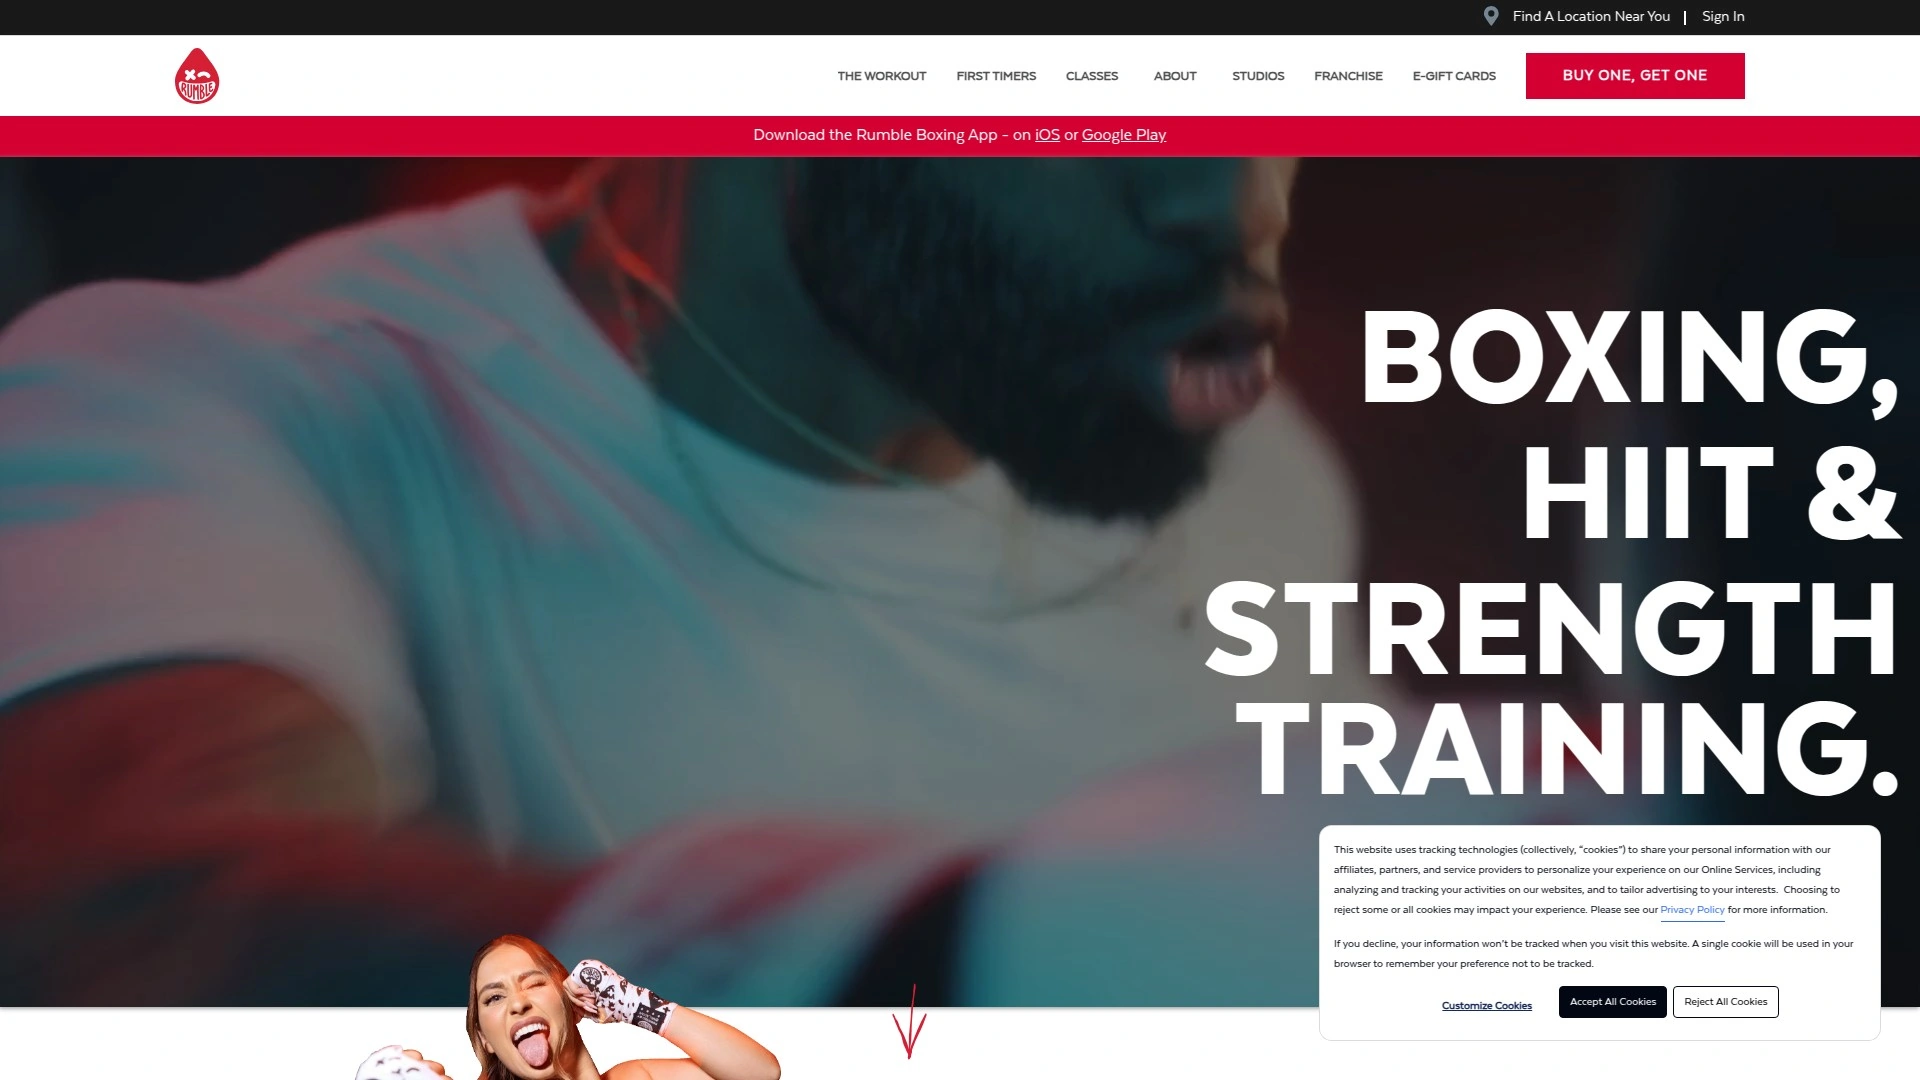 Find A Location Near You
Sign In
RUMBLE
THE WORKOUT
FIRST TIMERS
CLASSES
ABOUT
STUDIOS
FRANCHISE
E-GIFT CARDS
BUY ONE, GET ONE
Download the Rumble Boxing App - on iOS or Google Play
BOXING,
HIIT &
STRENGTH
TRAINING.
This website uses tracking technologies (collectively, “cookies”) to share your personal information with our
affiliates, partners, and service providers to personalize your experience on our Online Services, including
analyzing and tracking your activities on our websites, and to tailor advertising to your interests.  Choosing to
reject some or all cookies may impact your experience. Please see our Privacy Policy for more information.
If you decline, your information won’t be tracked when you visit this website. A single cookie will be used in your
browser to remember your preference not to be tracked.
Customize Cookies
Accept All Cookies
Reject All Cookies